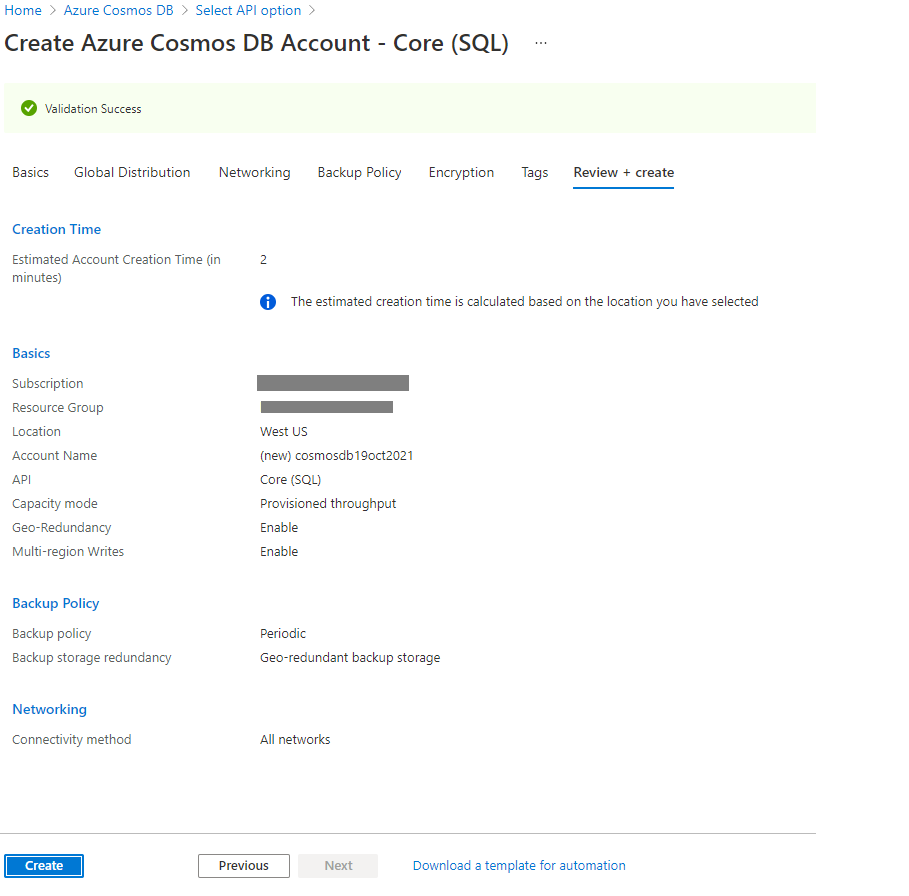 Home > Azure Cosmos DB > Select API option >
Create Azure Cosmos DB Account - Core (SQL) ...
Validation Success
Basics Global Distribution Networking Backup Policy Encryption Tags Review + create
Creation Time
Estimated Account Creation Time (in 2
minutes)
The estimated creation time is calculated based on the location you have selected
Basics
Subscription
Resource Group
Location West US
Account Name (new) cosmosdb19oct2021
API Core (SQL)
Capacity mode Provisioned throughput
Geo-Redundancy Enable
Multi-region Writes Enable
Backup Policy
Backup policy Periodic
Backup storage redundancy Geo-redundant backup storage
Networking
Connectivity method All networks
Create Previous Next Download a template for automation